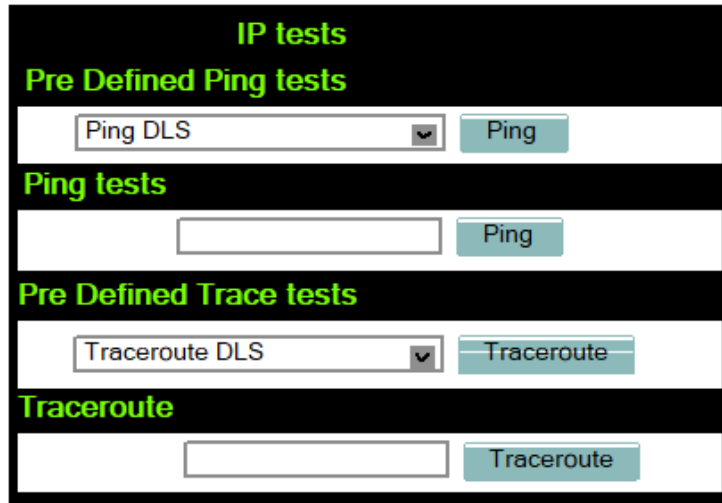 IP tests
Pre Defined Ping tests
Ping DLS Ping
Ping tests
Ping
Pre Defined Trace tests
Traceroute DLS Traceroute
Traceroute
Traceroute